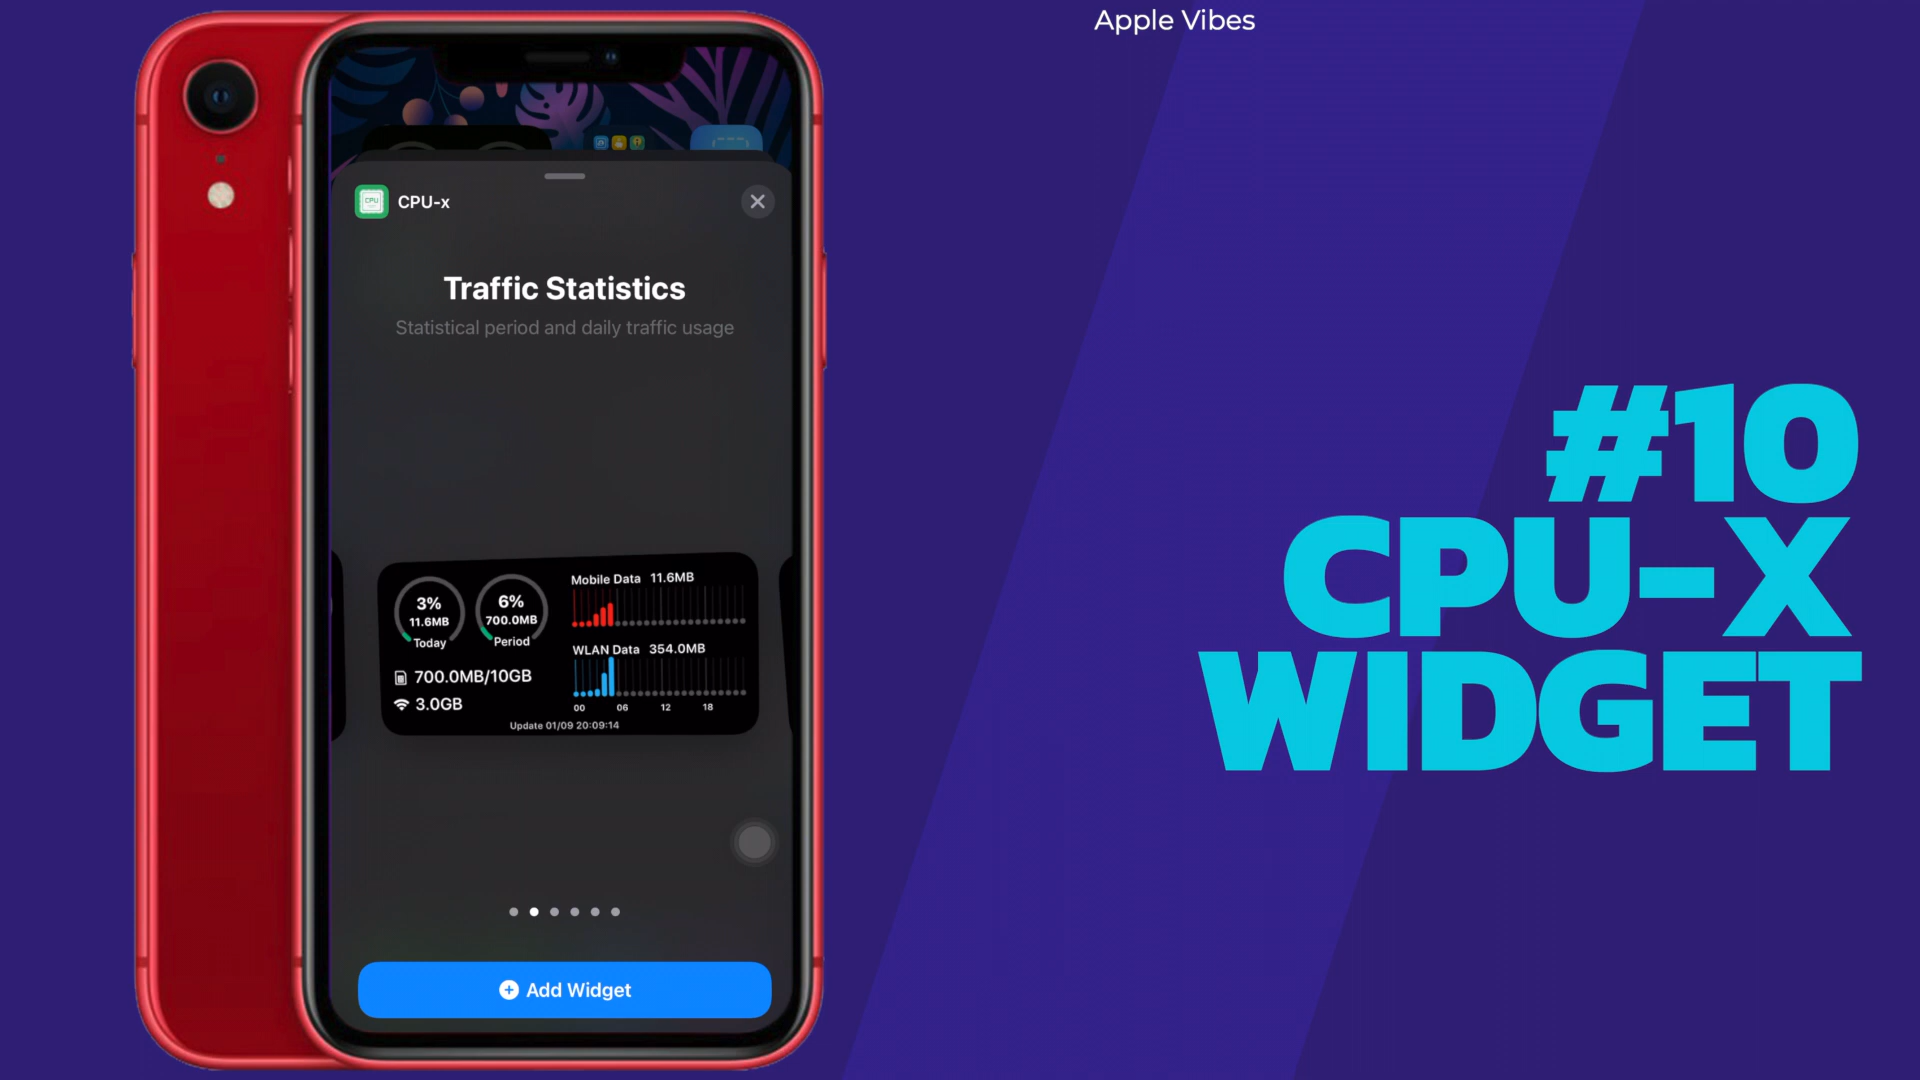 Apple Vibes
CPU
CPU-x
Traffic Statistics
Statistical period and daily traffic usage
3%
11.6MB
Today
6%
700.0MB
Period
700.0MB/10GB
3.0GB
Mobile Data 11.6MB
WLAN Data 354.0MB
00 06 12 18
Update 01/09 20:09:14
Add Widget
#10
CPU-X
WIDGET